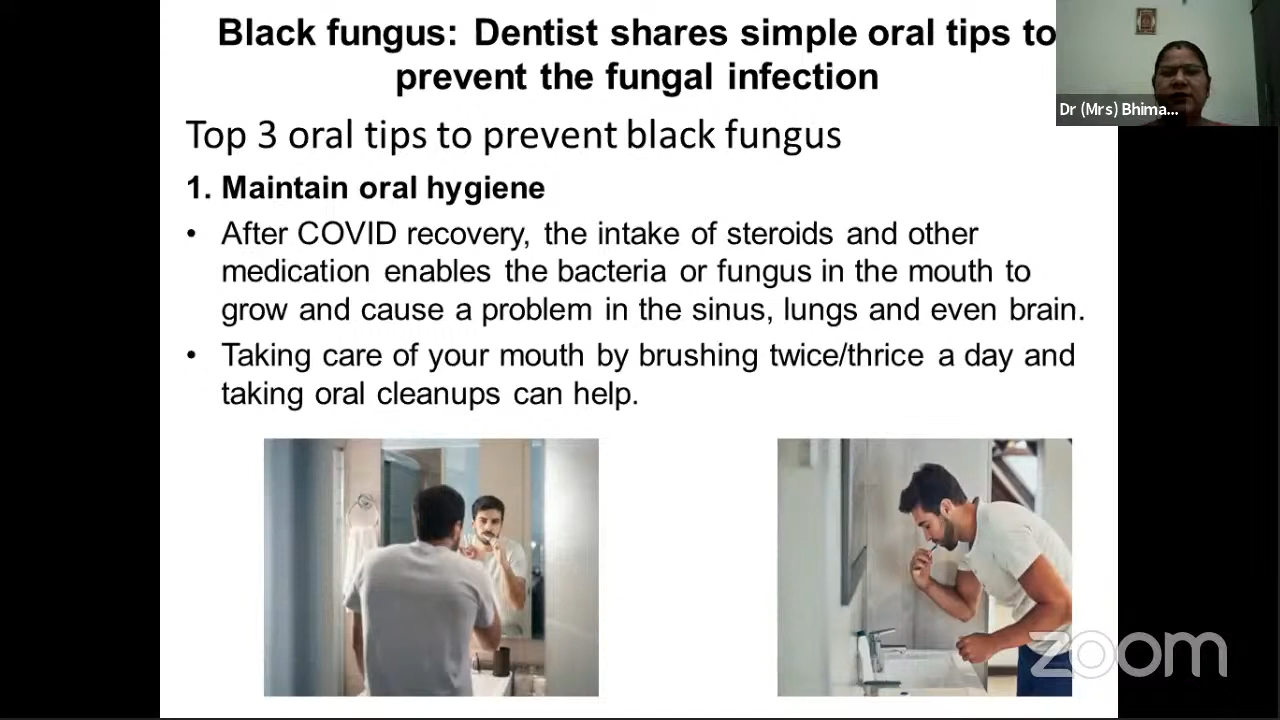 Black fungus: Dentist shares simple oral tips to
prevent the fungal infection
Dr (Mrs) Bhima...
Top 3 oral tips to prevent black fungus
1. Maintain oral hygiene
• After COVID recovery, the intake of steroids and other
medication enables the bacteria or fungus in the mouth to
grow and cause a problem in the sinus, lungs and even brain.
• Taking care of your mouth by brushing twice/thrice a day and
taking oral cleanups can help.
zoom